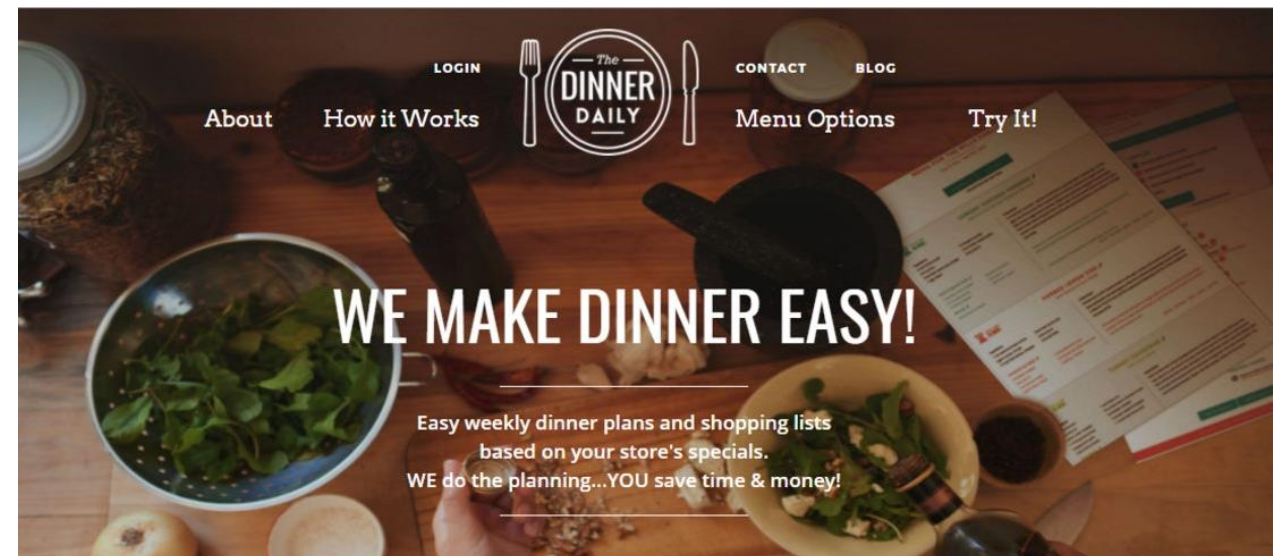 LOGIN
CONTACT
BLOG
About
How it Works
The
DINNER
DAILY
Menu Options
Try It!
WE MAKE DINNER EASY!
Easy weekly dinner plans and shopping lists
based on your store's specials.
WE do the planning...YOU save time & money!